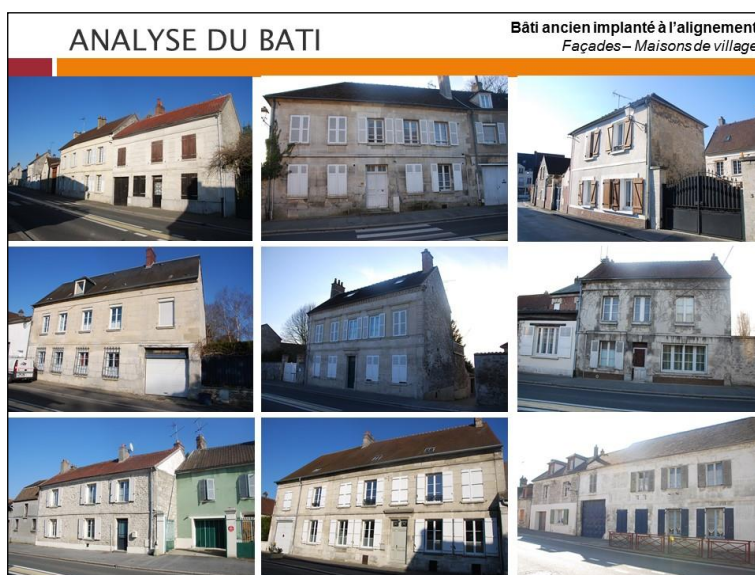 ANALYSE DU BATI
Bâti ancien implanté à l'alignement
Façades – Maisons de village